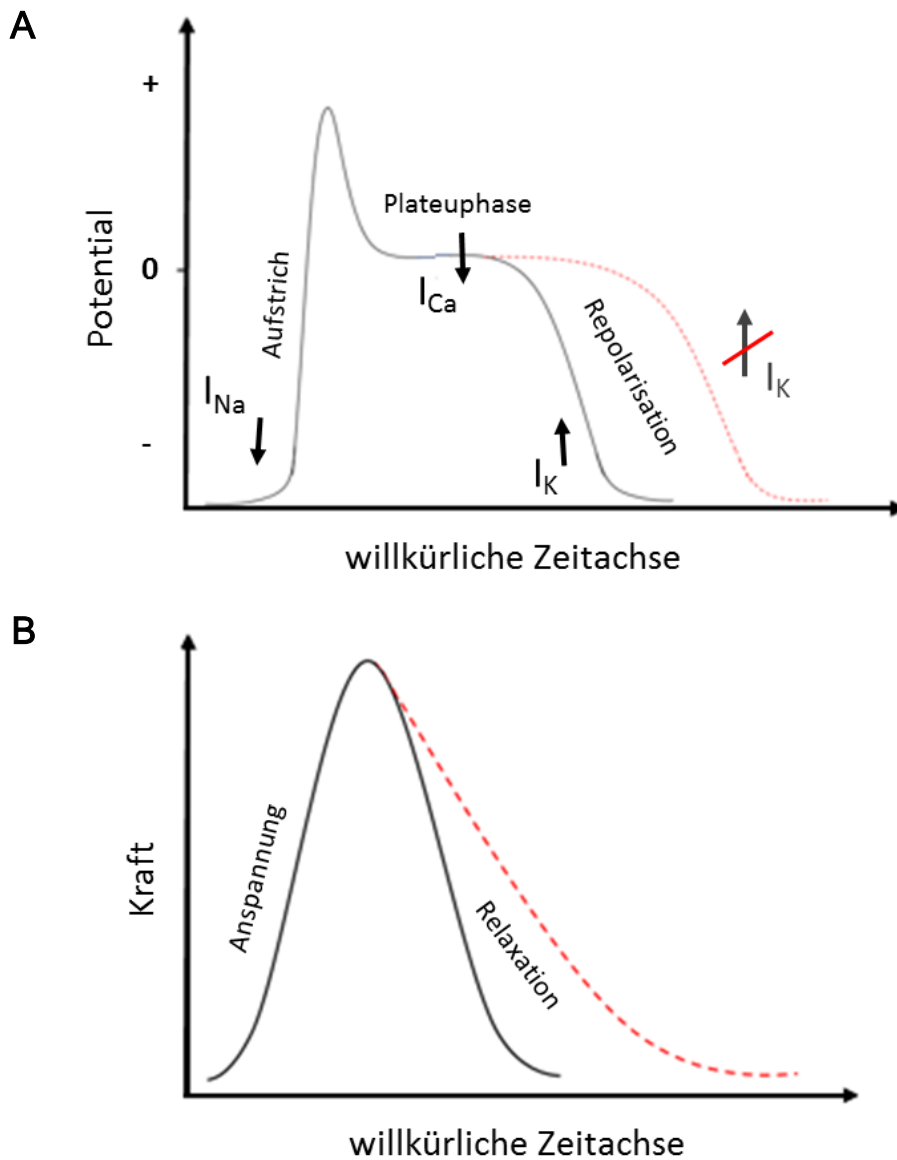 A
+
Plateuphase
Potential
0
Aufstrich
I_Ca
Repolarisation
I_Na
I_K
-
I_K
willkürliche Zeitachse
B
Anspannung
Kraft
Relaxation
willkürliche Zeitachse